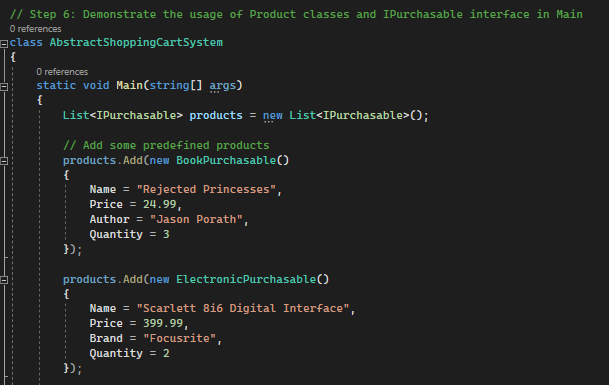 // Step 6: Demonstrate the usage of Product classes and IPurchasable interface in Main
0 references
class AbstractShoppingCartSystem
{
0 references
static void Main(string[] args)
{
List<IPurchasable> products = new List<IPurchasable>();
// Add some predefined products
products.Add(new BookPurchasable()
{
Name = "Rejected Princesses",
Price = 24.99,
Author = "Jason Porath",
Quantity = 3
});
products.Add(new ElectronicPurchasable()
{
Name = "Scarlett 8i6 Digital Interface",
Price = 399.99,
Brand = "Focusrite",
Quantity = 2
});